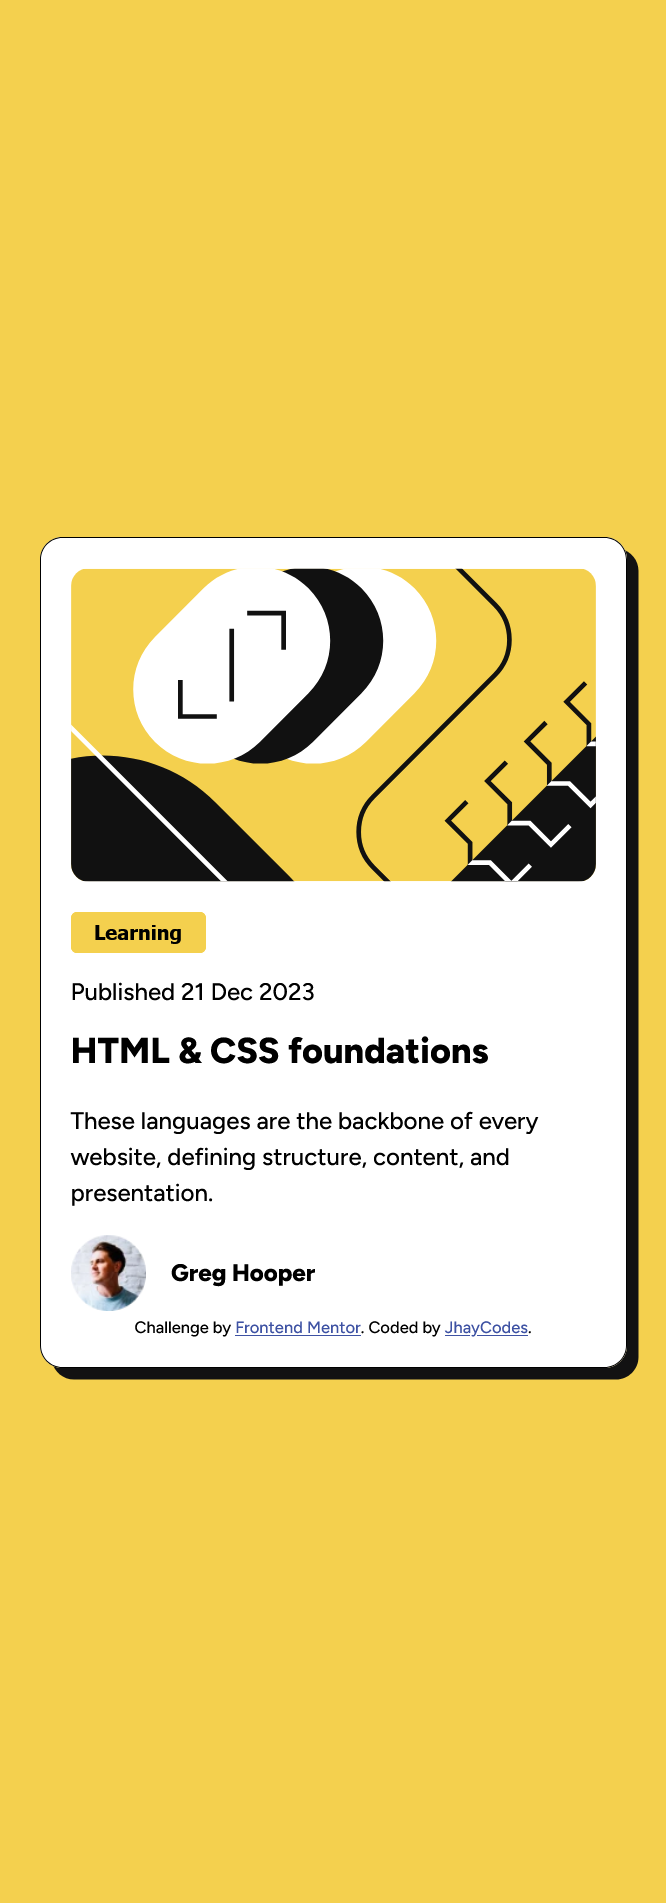 Learning
Published 21 Dec 2023
HTML & CSS foundations
These languages are the backbone of every
website, defining structure, content, and
presentation.
Greg Hooper
Challenge by Frontend Mentor. Coded by JhayCodes.